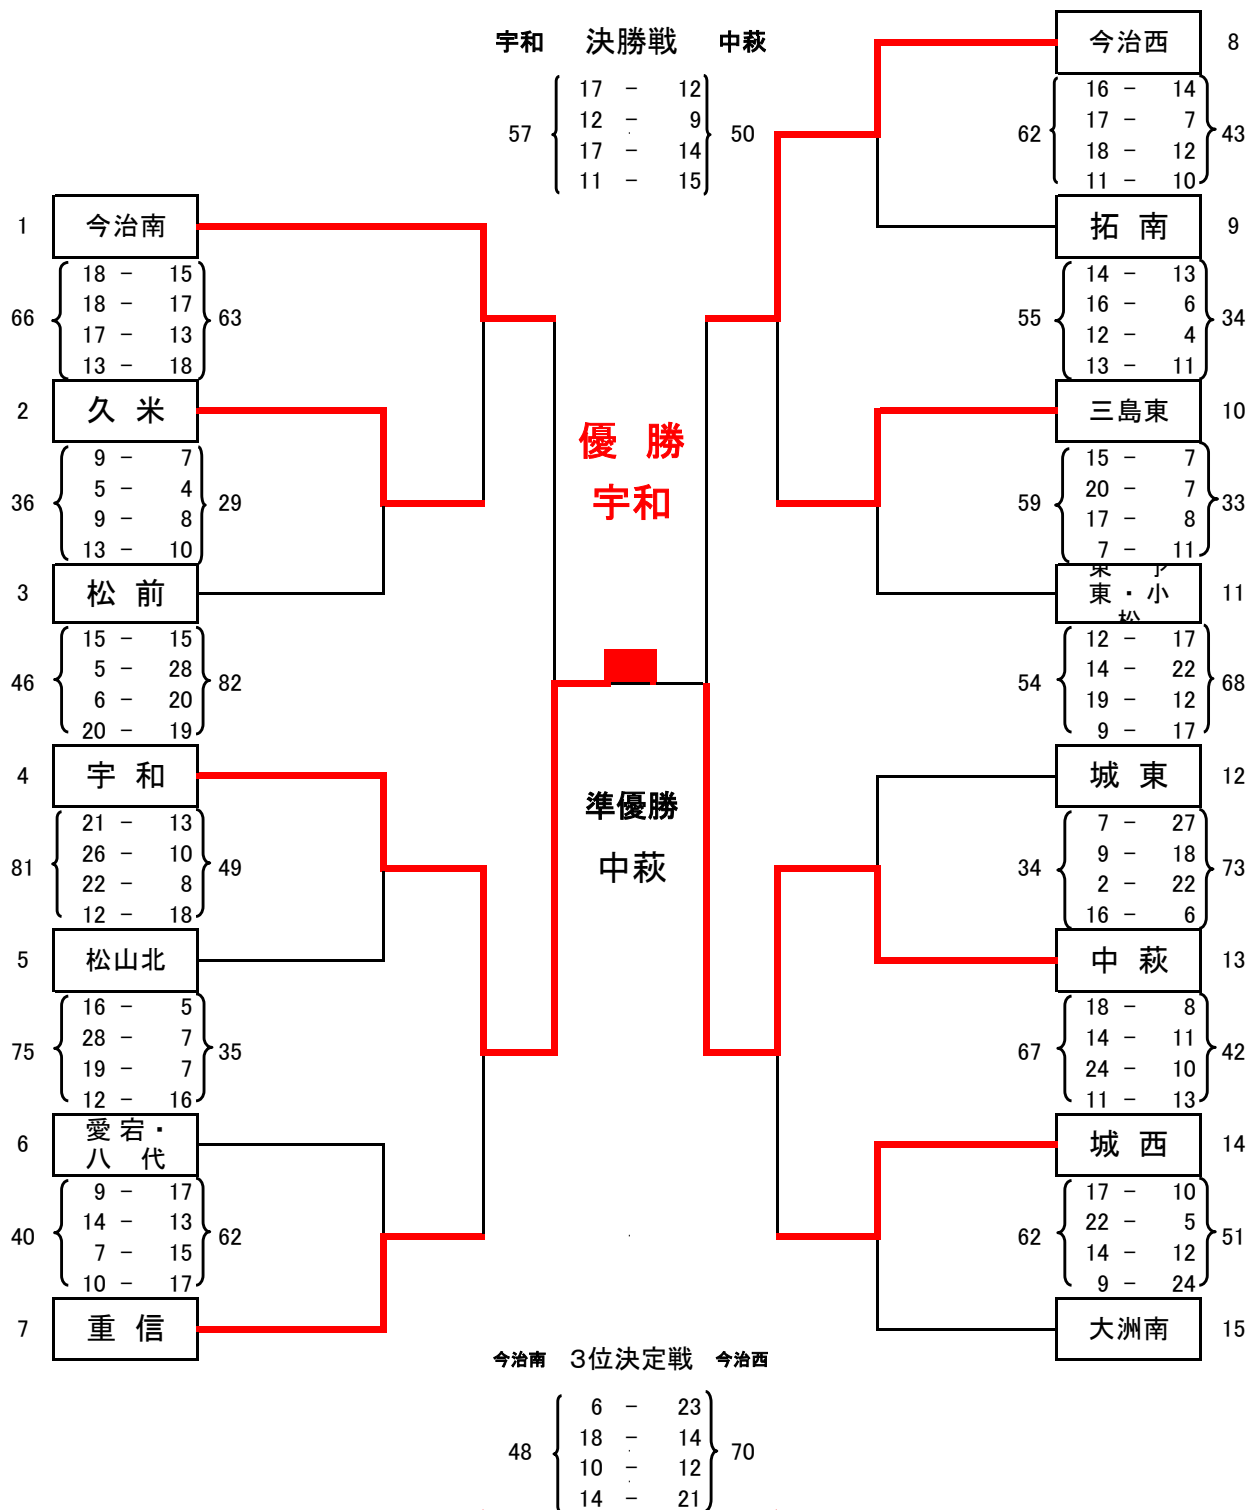 宇和 決勝戦 中萩
17 － 12
12 － 9
57 50
17 － 14
11 － 15
1 今治南
18 － 15
18 － 17
66 63
17 － 13
13 － 18
2 久 米
9 － 7
5 － 4
36 29
9 － 8
13 － 10
3 松 前
15 － 15
5 － 28
46 82
6 － 20
20 － 19
4 宇 和
21 － 13
26 － 10
81 49
22 － 8
12 － 18
5 松山北
16 － 5
28 － 7
75 35
19 － 7
12 － 16
6 愛 宕・
八 代
9 － 17
14 － 13
40 62
7 － 15
10 － 17
7 重 信
優 勝
宇和
準優勝
中萩
今治西 8
16 － 14
17 － 7
62 43
18 － 12
11 － 10
拓 南 9
14 － 13
16 － 6
55 34
12 － 4
13 － 11
三島東 10
15 － 7
20 － 7
59 33
17 － 8
7 － 11
東・小 11
12 － 17
14 － 22
54 68
19 － 12
9 － 17
城 東 12
7 － 27
9 － 18
34 73
2 － 22
16 － 6
中 萩 13
18 － 8
14 － 11
67 42
24 － 10
11 － 13
城 西 14
17 － 10
22 － 5
62 51
14 － 12
9 － 24
大洲南 15
今治南 3位決定戦 今治西
6 － 23
18 － 14
48 70
10 － 12
14 － 21